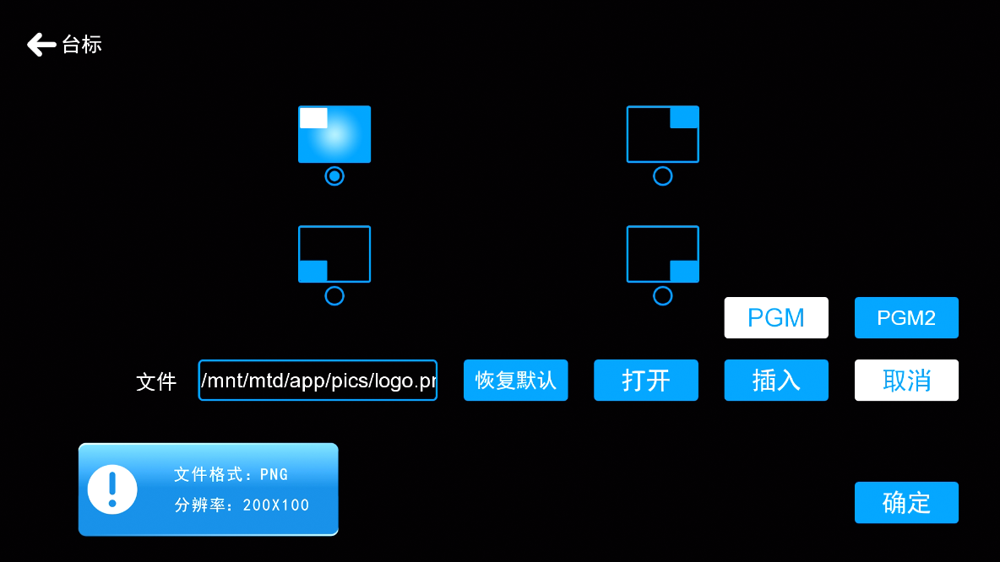 台标
PGM PGM2
文件 /mnt/mtd/app/pics/logo.pr 恢复默认 打开 插入 取消
文件格式：PNG
分辨率：200X100
确定